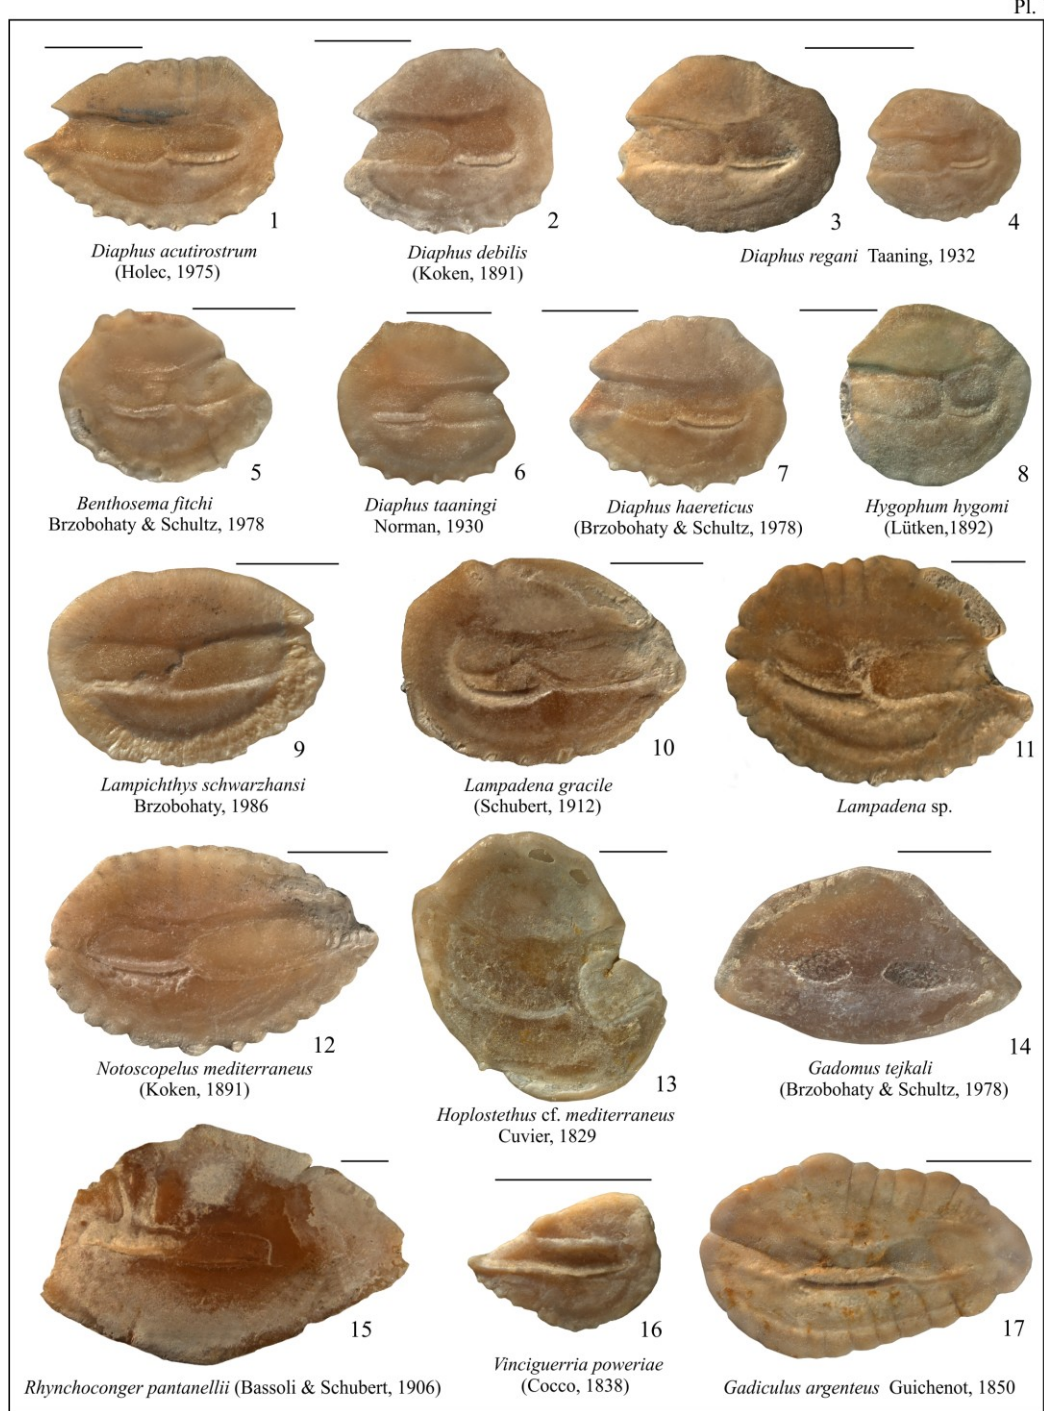 Pl.
1
2
3
4
Diaphus acutirostrum
(Holec, 1975)
Diaphus debilis
(Koken, 1891)
Diaphus regani Taaning, 1932
5
6
7
8
Benthosema fitchi
Brzobohaty & Schultz, 1978
Diaphus taaningi
Norman, 1930
Diaphus haereticus
(Brzobohaty & Schultz, 1978)
Hygophum hygomi
(Lütken,1892)
9
10
11
Lampichthys schwarzhansi
Brzobohaty, 1986
Lampadena gracile
(Schubert, 1912)
Lampadena sp.
12
13
14
Notoscopelus mediterraneus
(Koken, 1891)
Hoplostethus cf. mediterraneus
Cuvier, 1829
Gadomus tejkali
(Brzobohaty & Schultz, 1978)
15
16
17
Rhynchoconger pantanellii (Bassoli & Schubert, 1906)
Vinciguerria poweriae
(Cocco, 1838)
Gadiculus argenteus Guichenot, 1850